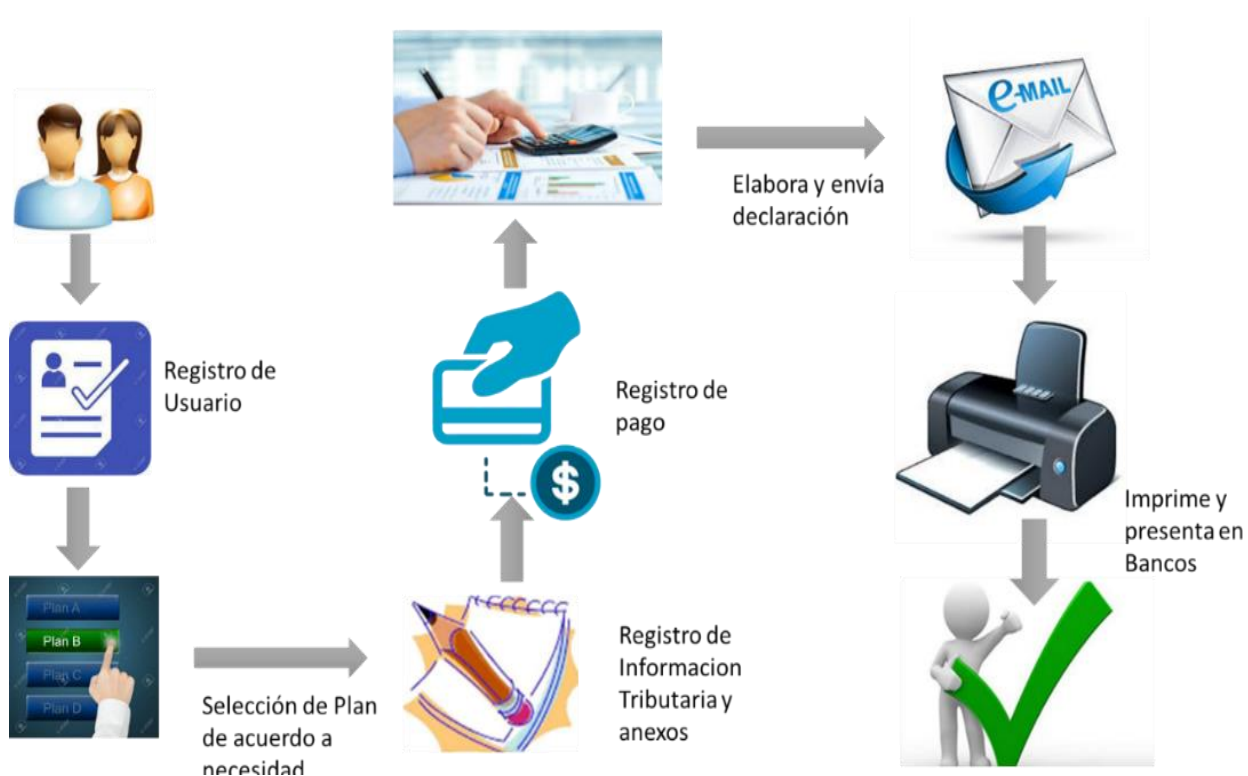 Registro de
Usuario
Plan A
Plan B
Plan C
Plan D
Selección de Plan
de acuerdo a
necesidad
Registro de
Informacion
Tributaria y
anexos
Registro de
pago
$
Elabora y envía
declaración
e-MAIL
Imprime y
presenta en
Bancos